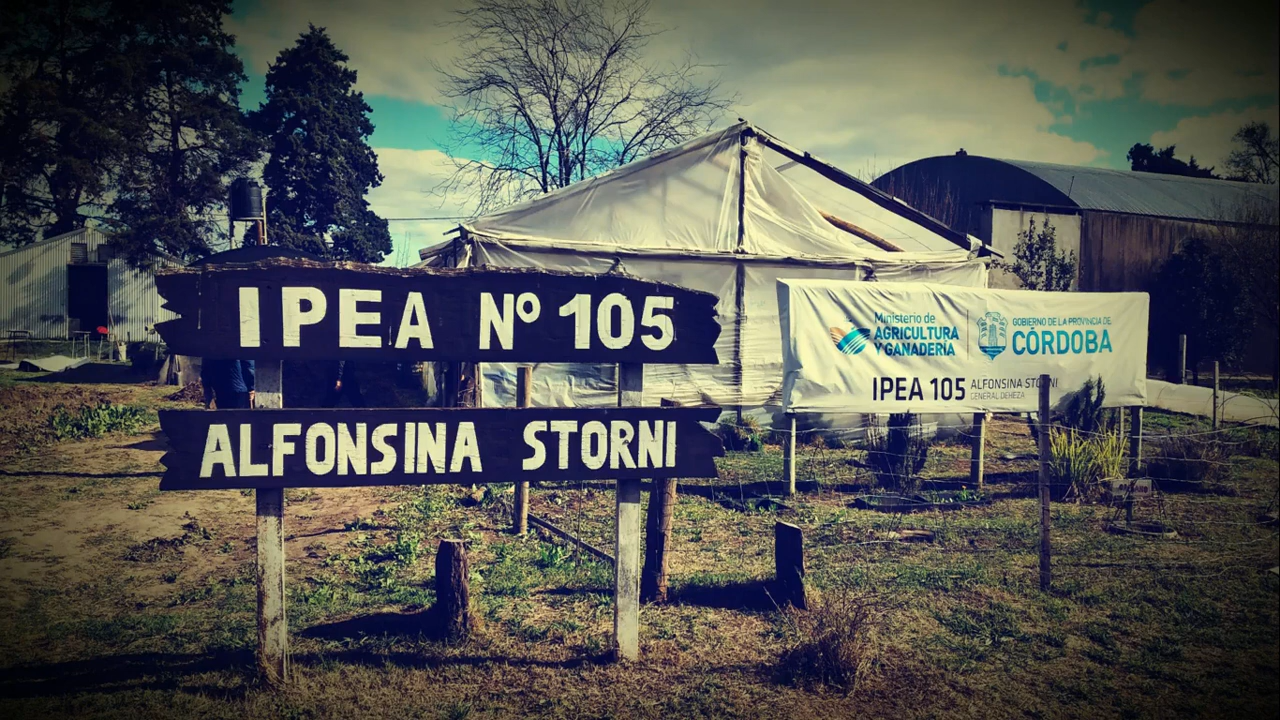 IPEA Nº 105
ALFONSINA STORNI
Ministerio de
AGRICULTURA
Y GANADERÍA
GOBIERNO DE LA PROVINCIA DE
CÓRDOBA
IPEA 105 ALFONSINA STORNI
GENERAL DEHEZA